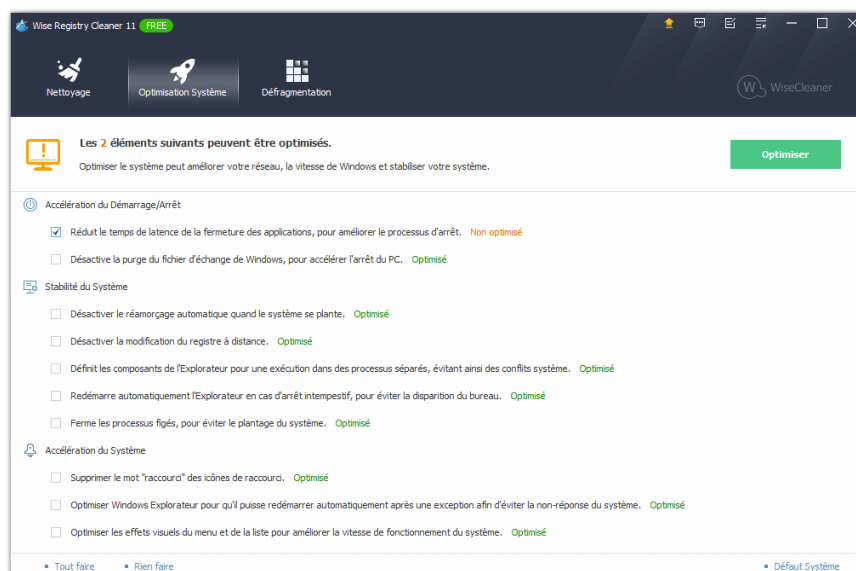 Wise Registry Cleaner 11 FREE
Nettoyage
Optimisation Système
Défragmentation
W WiseCleaner
Les 2 éléments suivants peuvent être optimisés.
Optimiser le système peut améliorer votre réseau, la vitesse de Windows et stabiliser votre système.
Optimiser
Accélération du Démarrage/Arrêt
Réduit le temps de latence de la fermeture des applications, pour améliorer le processus d'arrêt. Non optimisé
Désactive la purge du fichier d'échange de Windows, pour accélérer l'arrêt du PC. Optimisé
Stabilité du Système
Désactiver le réamorçage automatique quand le système se plante. Optimisé
Désactiver la modification du registre à distance. Optimisé
Définit les composants de l'Explorateur pour une exécution dans des processus séparés, évitant ainsi des conflits système. Optimisé
Redémarre automatiquement l'Explorateur en cas d'arrêt intempestif, pour éviter la disparition du bureau. Optimisé
Ferme les processus figés, pour éviter le plantage du système. Optimisé
Accélération du Système
Supprimer le mot "raccourci" des icônes de raccourci. Optimisé
Optimiser Windows Explorateur pour qu'il puisse redémarrer automatiquement après une exception afin d'éviter la non-réponse du système. Optimisé
Optimiser les effets visuels du menu et de la liste pour améliorer la vitesse de fonctionnement du système. Optimisé
Tout faire
Rien faire
Défaut Système